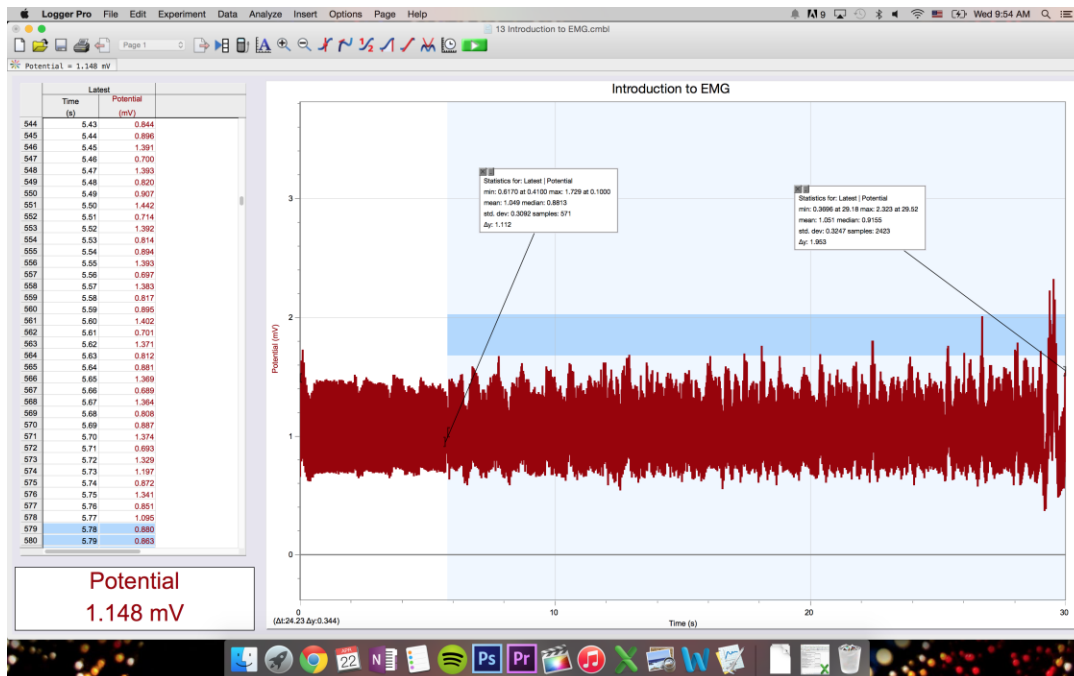 Logger Pro File Edit Experiment Data Analyze Insert Options Page Help 9 Wed 9:54 AM
13 Introduction to EMG.cmbl
Page 1
Potential = 1.148 mV
Latest
Time Potential
(s) (mV)
544 5.43 0.844
545 5.44 0.896
546 5.45 1.391
547 5.46 0.700
548 5.47 1.393
549 5.48 0.820
550 5.49 0.907
551 5.50 1.442
552 5.51 0.714
553 5.52 1.392
554 5.53 0.814
555 5.54 0.894
556 5.55 1.393
557 5.56 0.697
558 5.57 1.383
559 5.58 0.817
560 5.59 0.895
561 5.60 1.402
562 5.61 0.701
563 5.62 1.371
564 5.63 0.812
565 5.64 0.881
566 5.65 1.369
567 5.66 0.689
568 5.67 1.364
569 5.68 0.808
570 5.69 0.887
571 5.70 1.374
572 5.71 0.693
573 5.72 1.329
574 5.73 1.197
575 5.74 0.872
576 5.75 1.341
577 5.76 0.851
578 5.77 1.095
579 5.78 0.880
580 5.79 0.863
Potential
1.148 mV
Introduction to EMG
Statistics for: Latest | Potential
min: 0.6170 at 0.4100 max: 1.729 at 0.1000
mean: 1.049 median: 0.8813
std. dev: 0.3092 samples: 571
Δy: 1.112
Statistics for: Latest | Potential
min: 0.3696 at 29.18 max: 2.323 at 29.52
mean: 1.051 median: 0.9155
std. dev: 0.3247 samples: 2423
Δy: 1.953
Potential (mV)
3
2
1
0
0 10 20 30
(Δt:24.23 Δy:0.344)
Time (s)
APR
22
N
Ps
Pr
X
W